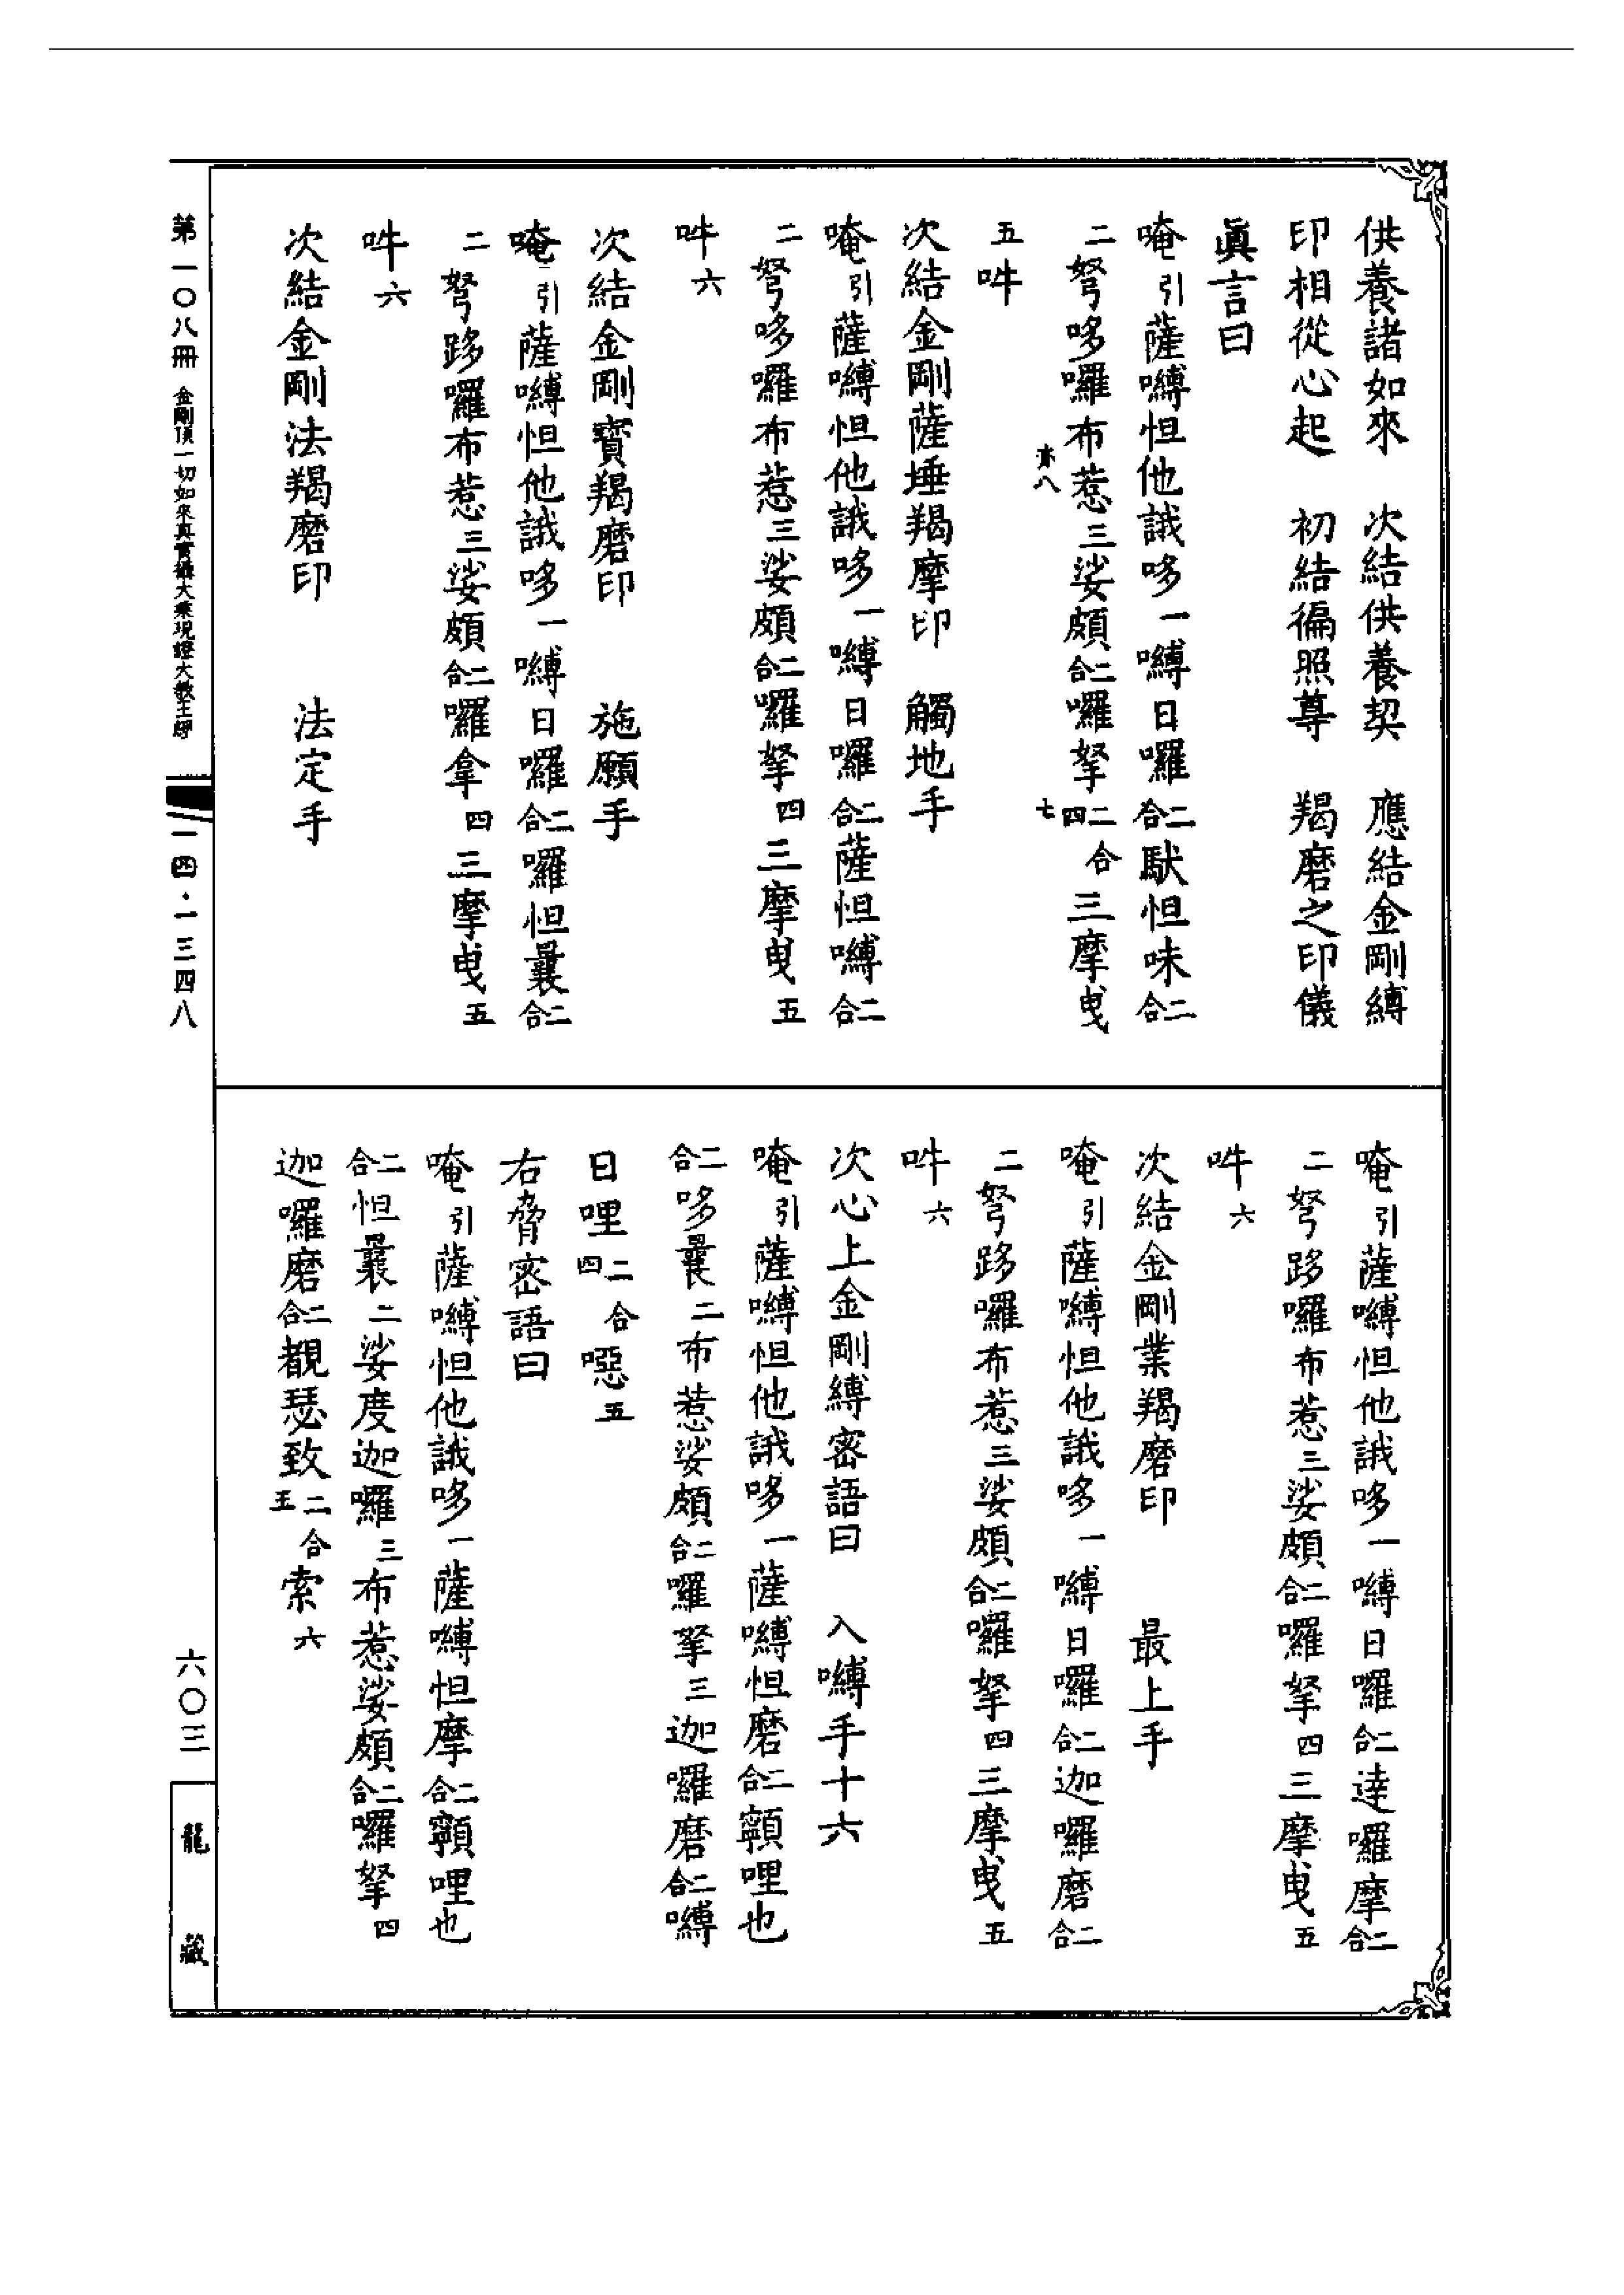 供養諸如來　次結供養契　應結金剛縛
印相從心起　初結徧照尊　羯磨之印儀
眞言曰
唵引薩嚩怛他誐哆一嚩日囉二合馱怛味二合
二弩哆囉布惹三娑頗二合囉拏二合四三摩曳
五吽
次結金剛薩埵羯摩印　觸地手
唵引薩嚩怛他誐哆一嚩日囉二合薩怛嚩二合
二弩哆囉布惹三娑頗二合囉拏四三摩曳五
吽六
次結金剛寳羯磨印　施願手
唵引薩嚩怛他誐哆一嚩日囉二合囉怛曩二合
二弩跢囉布惹三娑頗二合囉拿四三摩曳五
吽六
次結金剛法羯磨印　法定手
唵引薩嚩怛他誐哆一嚩日囉二合達囉摩二合
二弩跢囉布惹三娑頗二合囉拏四三摩曳五
吽六
次結金剛業羯磨印　最上手
唵引薩嚩怛他誐哆一嚩日囉二合迦囉磨二合
二弩跢囉布惹三娑頗二合囉拏四三摩曳五
吽六
次心上金剛縛密語曰　入嚩手十六
唵引薩嚩怛他誐哆一薩嚩怛磨二合顐哩也
二合哆曩二布惹娑頗二合囉拏三迦囉磨二合嚩
日哩二合四噁五
右脅密語曰
唵引薩嚩怛他誐哆一薩嚩怛摩二合顐哩也
二合怛曩二娑度迦囉三布惹娑頗二合囉拏四
迦囉磨二合覩瑟致二合五索六
第一〇八冊　金剛頂一切如來真實攝大乘現證大教王經
一四·一三四八
六〇三
龍藏